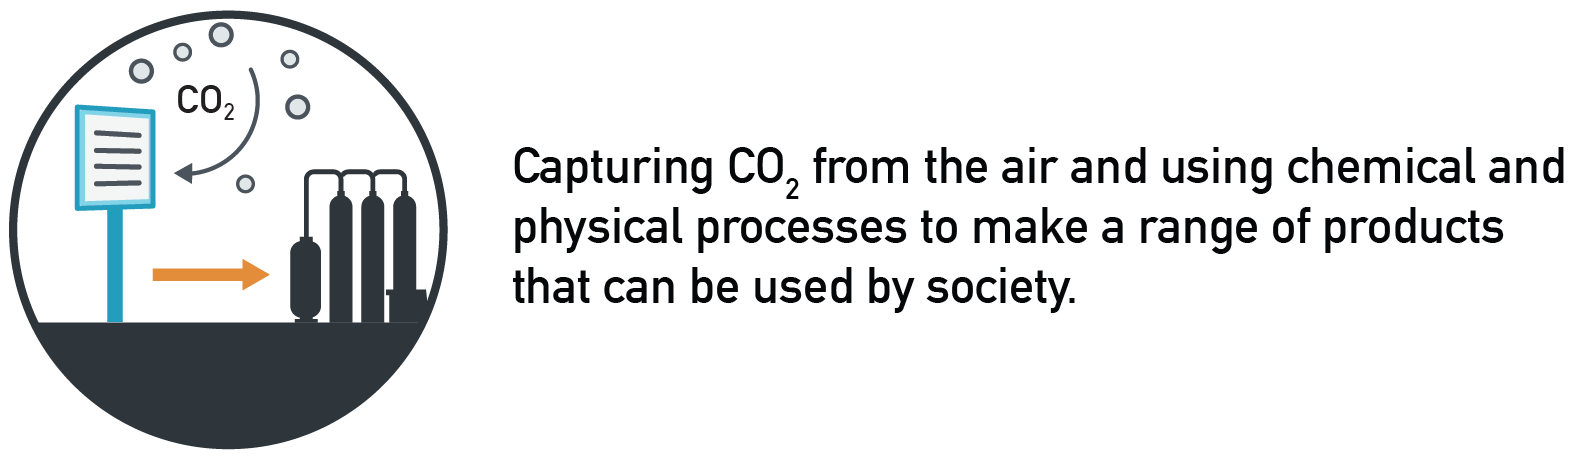 CO₂
Capturing CO₂ from the air and using chemical and
physical processes to make a range of products
that can be used by society.